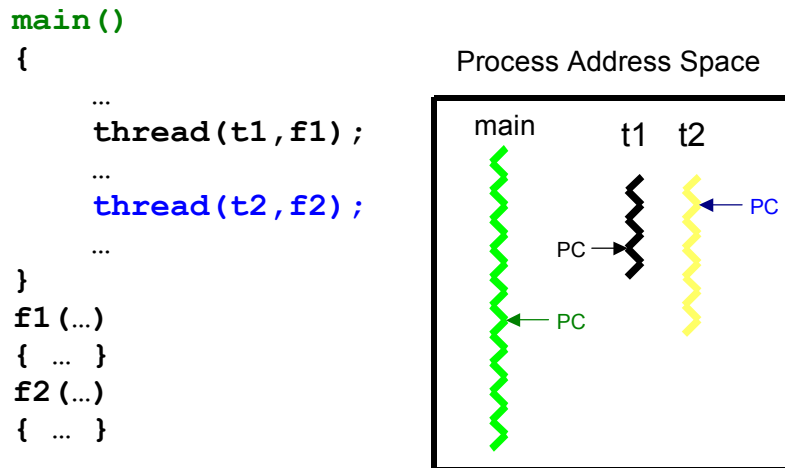 main()
{
…
thread(t1,f1);
…
thread(t2,f2);
…
}
f1(…)
{ … }
f2(…)
{ … }
Process Address Space
main
t1
t2
PC
PC
PC